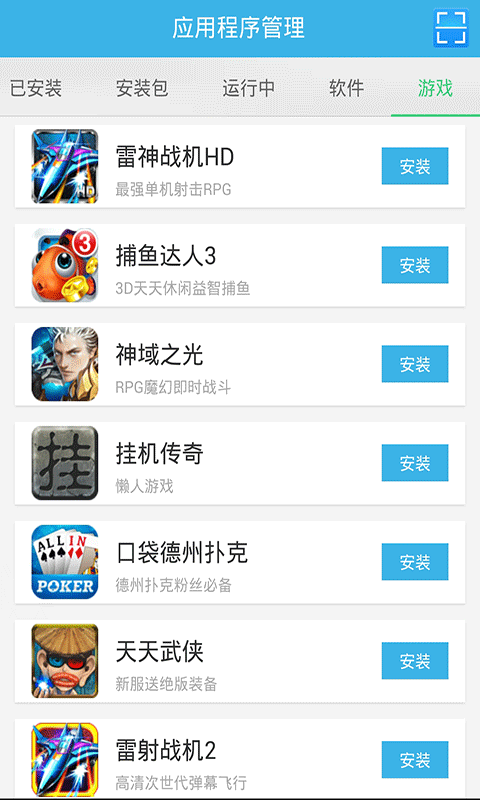 应用程序管理
已安装 安装包 运行中 软件 游戏
HD
雷神战机HD
最强单机射击RPG
安装
3
捕鱼达人3
3D天天休闲益智捕鱼
安装
神域之光
RPG魔幻即时战斗
安装
挂
挂机传奇
懒人游戏
安装
ALL IN
POKER
口袋德州扑克
德州扑克粉丝必备
安装
天天武侠
新服送绝版装备
安装
雷射战机2
高清次世代弹幕飞行
安装